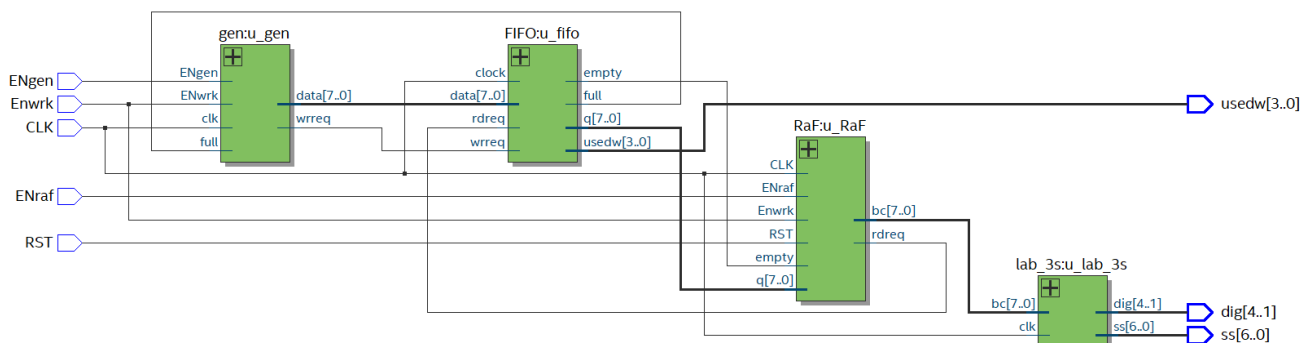 gen:u_gen
FIFO:u_fifo
ENgen
ENgen
clock
empty
Enwrk
ENwrk
data[7..0]
data[7..0]
full
usedw[3..0]
CLK
clk
wrreq
rdreq
q[7..0]
RaF:u_RaF
full
wrreq
usedw[3..0]
CLK
ENraf
ENraf
Enwrk
bc[7..0]
RST
RST
rdreq
empty
lab_3s:u_lab_3s
q[7..0]
bc[7..0]
dig[4..1]
dig[4..1]
clk
ss[6..0]
ss[6..0]